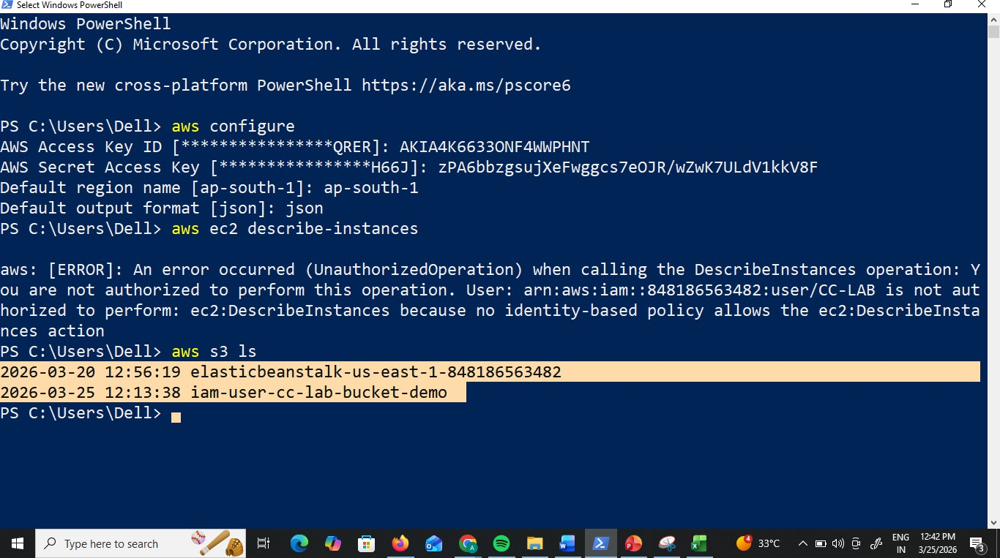 Select Windows PowerShell
Windows PowerShell
Copyright (C) Microsoft Corporation. All rights reserved.
Try the new cross-platform PowerShell https://aka.ms/pscore6
PS C:\Users\Dell> aws configure
AWS Access Key ID [****************QRER]: AKIA4K6633ONF4WWPHNT
AWS Secret Access Key [****************H66J]: 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
Default region name [ap-south-1]: ap-south-1
Default output format [json]: json
PS C:\Users\Dell> aws ec2 describe-instances
aws: [ERROR]: An error occurred (UnauthorizedOperation) when calling the DescribeInstances operation: Y
ou are not authorized to perform this operation. User: arn:aws:iam::848186563482:user/CC-LAB is not aut
horized to perform: ec2:DescribeInstances because no identity-based policy allows the ec2:DescribeInsta
nces action
PS C:\Users\Dell> aws s3 ls
2026-03-20 12:56:19 elasticbeanstalk-us-east-1-848186563482
2026-03-25 12:13:38 iam-user-cc-lab-bucket-demo
PS C:\Users\Dell>
Type here to search
4
33°C
ENG
IN
12:42 PM
3/25/2026
3